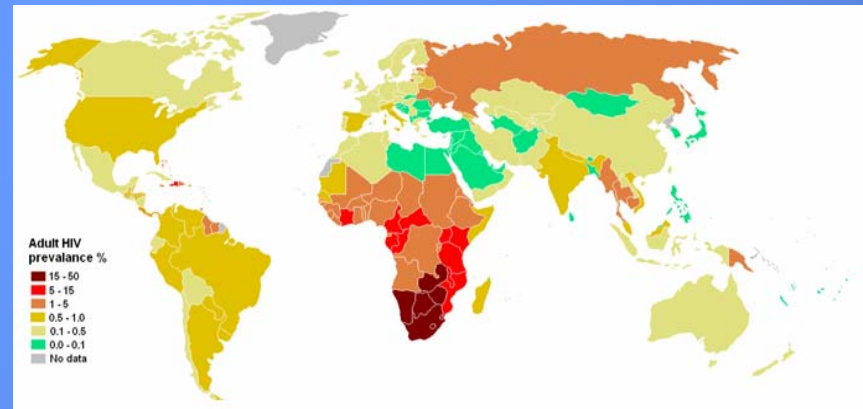 Adult HIV
prevalance %
15 - 50
5 - 15
1 - 5
0.5 - 1.0
0.1 - 0.5
0.0 - 0.1
No data